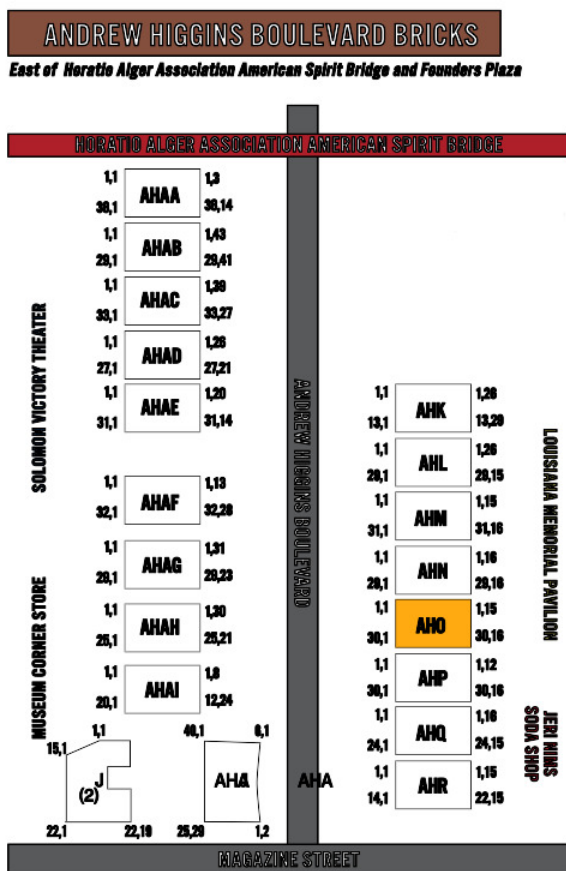 ANDREW HIGGINS BOULEVARD BRICKS
East of Horatio Alger Association American Spirit Bridge and Founders Plaza
HORATIO ALGER ASSOCIATION AMERICAN SPIRIT BRIDGE
1,1 AHAA 1,3
38,1 38,14
1,1 AHAB 1,43
29,1 29,41
1,1 AHAC 1,39
33,1 33,27
1,1 AHAD 1,26
27,1 27,21
1,1 AHAE 1,20
31,1 31,14
1,1 AHAF 1,13
32,1 32,28
1,1 AHAG 1,31
29,1 29,23
1,1 AHAH 1,30
25,1 25,21
1,1 AHAI 1,8
20,1 12,24
SOLOMON VICTORY THEATER
MUSEUM CORNER STORE
1,1
15,1
J
(2)
22,1 22,19
40,1 6,1
25,29 1,2
AHA
ANDREW HIGGINS BOULEVARD
1,1 AHK 1,26
13,1 13,29
1,1 AHL 1,26
29,1 29,15
1,1 AHM 1,15
31,1 31,16
1,1 AHN 1,16
29,1 29,16
1,1 AHO 1,15
30,1 30,16
1,1 AHP 1,12
30,1 30,16
1,1 AHQ 1,16
24,1 24,15
1,1 AHR 1,15
14,1 22,15
LOUISIANA MEMORIAL PAVILION
JERI NIMS
SODA SHOP
MAGAZINE STREET